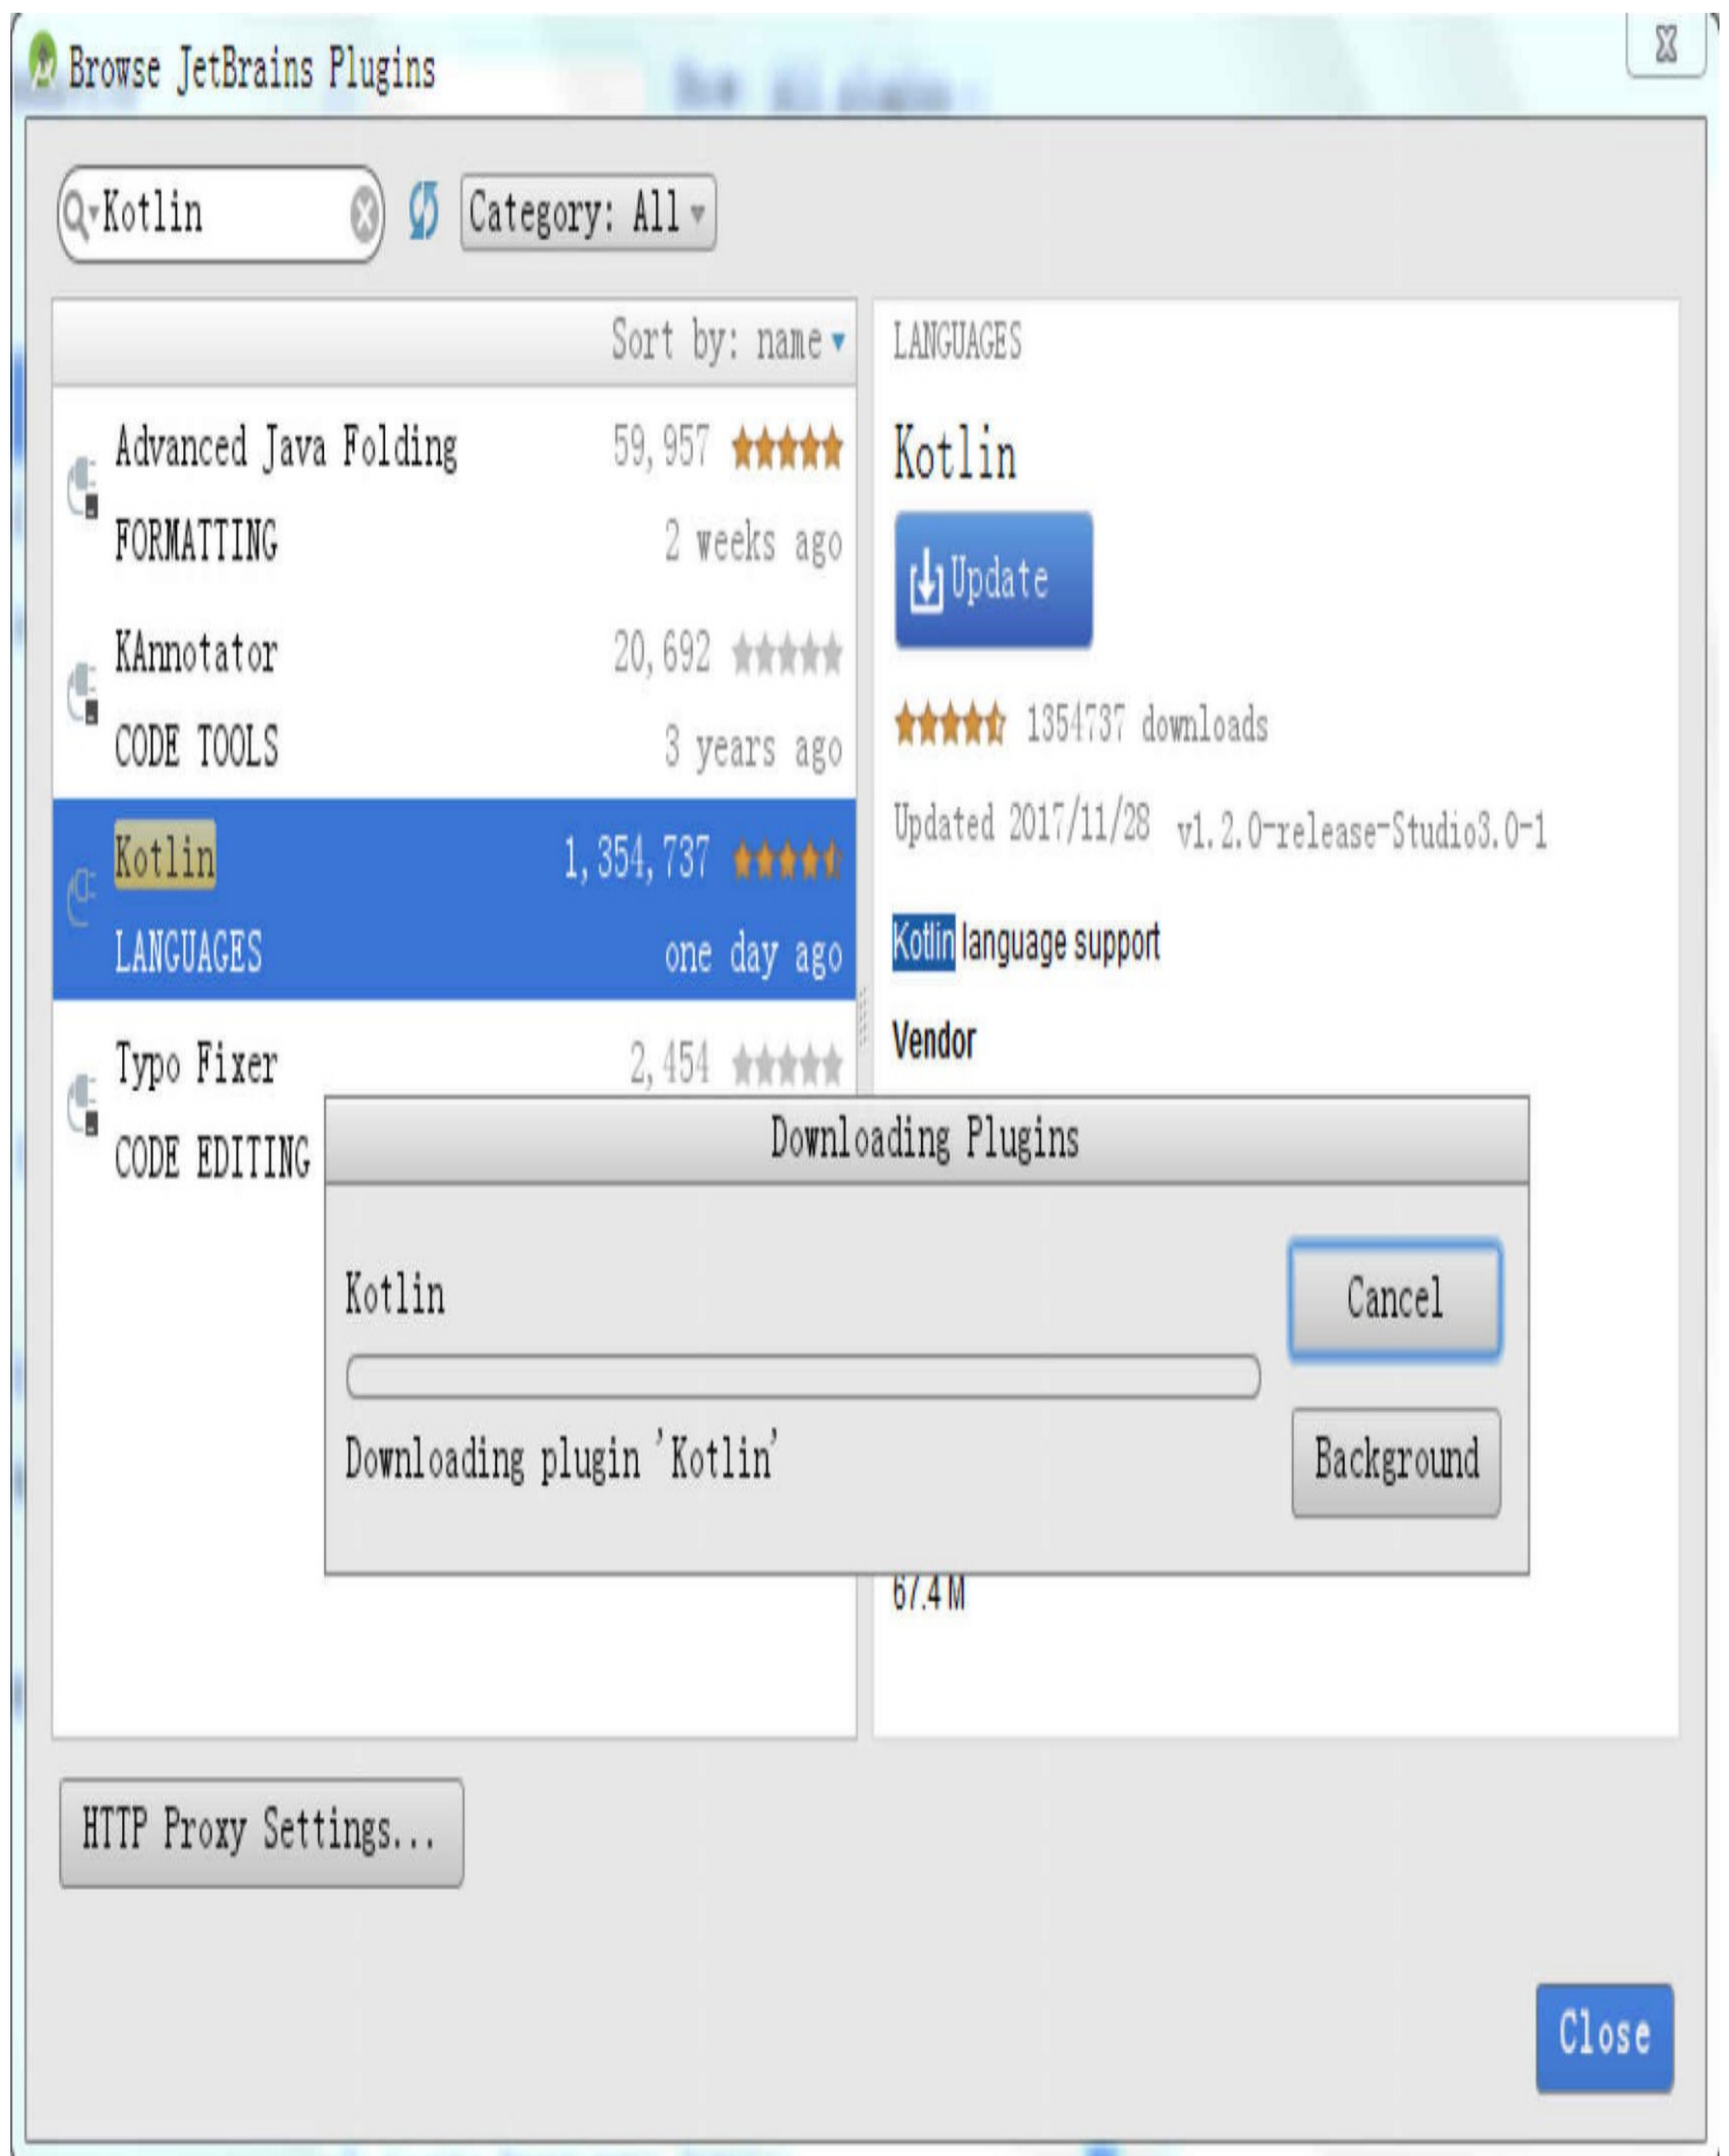 Browse JetBrains Plugins
Kotlin
Category: All
Sort by: name
Advanced Java Folding 59,957
FORMATTING 2 weeks ago
KAnnotator 20,692
CODE TOOLS 3 years ago
Kotlin 1,354,737
LANGUAGES one day ago
Typo Fixer 2,454
CODE EDITING
LANGUAGES
Kotlin
Update
1354737 downloads
Updated 2017/11/28 v1.2.0-release-Studio3.0-1
Kotlin language support
Vendor
Downloading Plugins
Kotlin
Cancel
Downloading plugin 'Kotlin'
Background
67.4 M
HTTP Proxy Settings...
Close